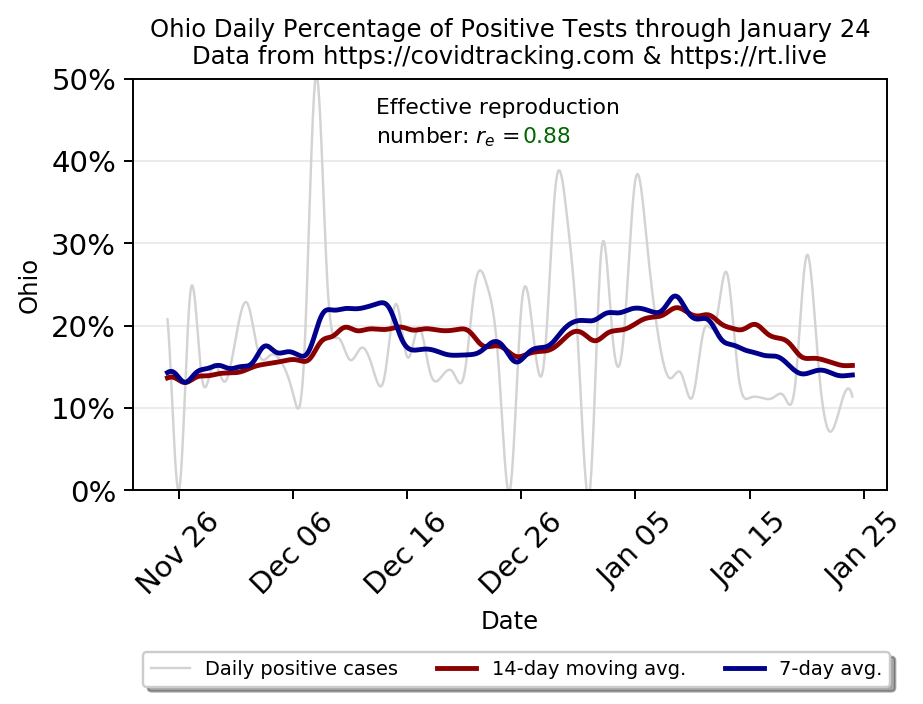 Ohio Daily Percentage of Positive Tests through January 24
Data from https://covidtracking.com & https://rt.live
Effective reproduction
number: rₑ =0.88
50%
40%
30%
20%
10%
0%
Ohio
Nov 26
Dec 06
Dec 16
Dec 26
Jan 05
Jan 15
Jan 25
Date
Daily positive cases
14-day moving avg.
7-day avg.